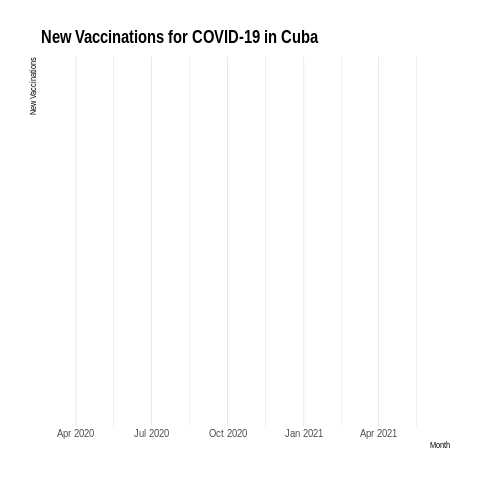 New Vaccinations for COVID-19 in Cuba
New Vaccinations
Apr 2020 Jul 2020 Oct 2020 Jan 2021 Apr 2021
Month